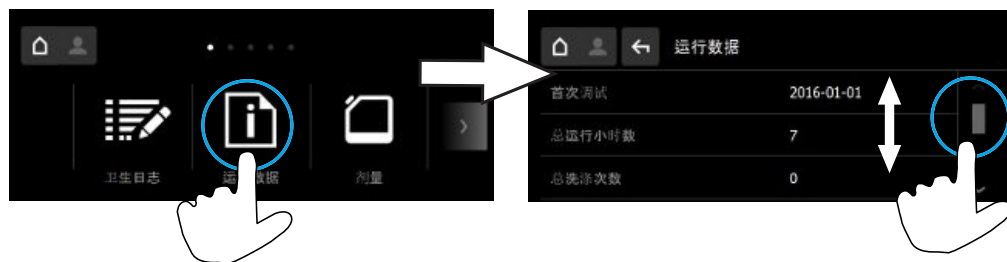 卫生日志
运行数据
剂量
运行数据
首次调试 2016-01-01
总运行小时数 7
总洗涤次数 0